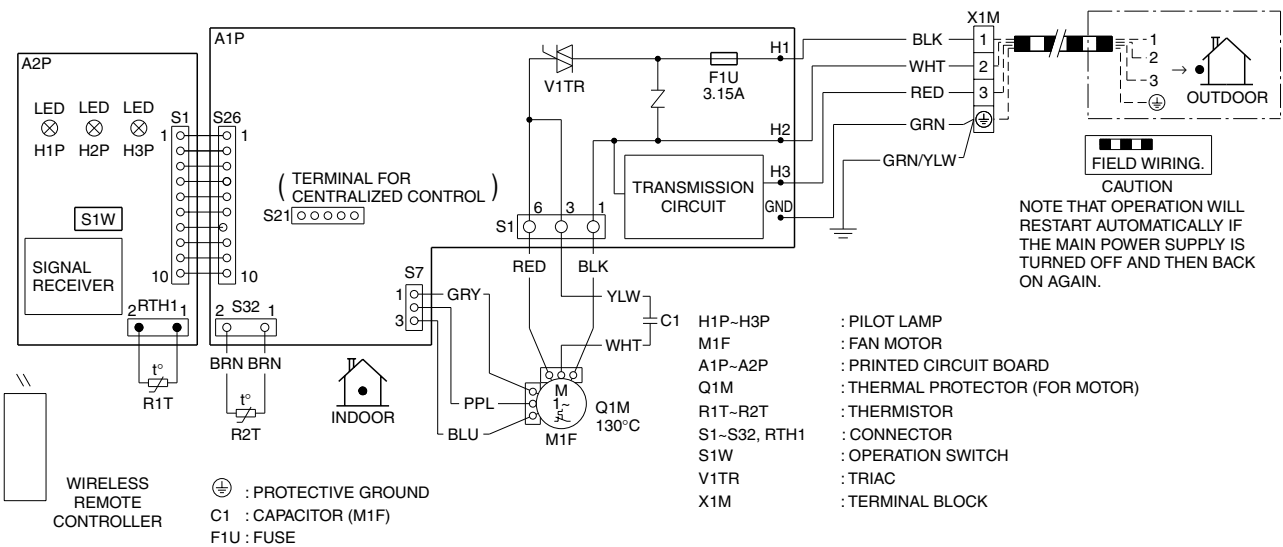 A2P
LED LED LED
H1P H2P H3P
S1W
SIGNAL
RECEIVER
S1
1
10
2 RTH1 1
t°
R1T
A1P
S26
1
10
( TERMINAL FOR
CENTRALIZED CONTROL )
S21
2 S32 1
BRN BRN
t°
R2T
INDOOR
V1TR
F1U
3.15A
H1
H2
H3
GND
TRANSMISSION
CIRCUIT
S1
6 3 1
RED BLK
YLW
C1
WHT
S7
1
3
GRY
PPL
BLU
M
1~
M1F
Q1M
130°C
X1M
BLK 1
WHT 2
RED 3
GRN
GRN/YLW
1
2
3
OUTDOOR
FIELD WIRING.
CAUTION
NOTE THAT OPERATION WILL
RESTART AUTOMATICALLY IF
THE MAIN POWER SUPPLY IS
TURNED OFF AND THEN BACK
ON AGAIN.
WIRELESS
REMOTE
CONTROLLER
: PROTECTIVE GROUND
C1 : CAPACITOR (M1F)
F1U : FUSE
H1P~H3P : PILOT LAMP
M1F : FAN MOTOR
A1P~A2P : PRINTED CIRCUIT BOARD
Q1M : THERMAL PROTECTOR (FOR MOTOR)
R1T~R2T : THERMISTOR
S1~S32, RTH1 : CONNECTOR
S1W : OPERATION SWITCH
V1TR : TRIAC
X1M : TERMINAL BLOCK